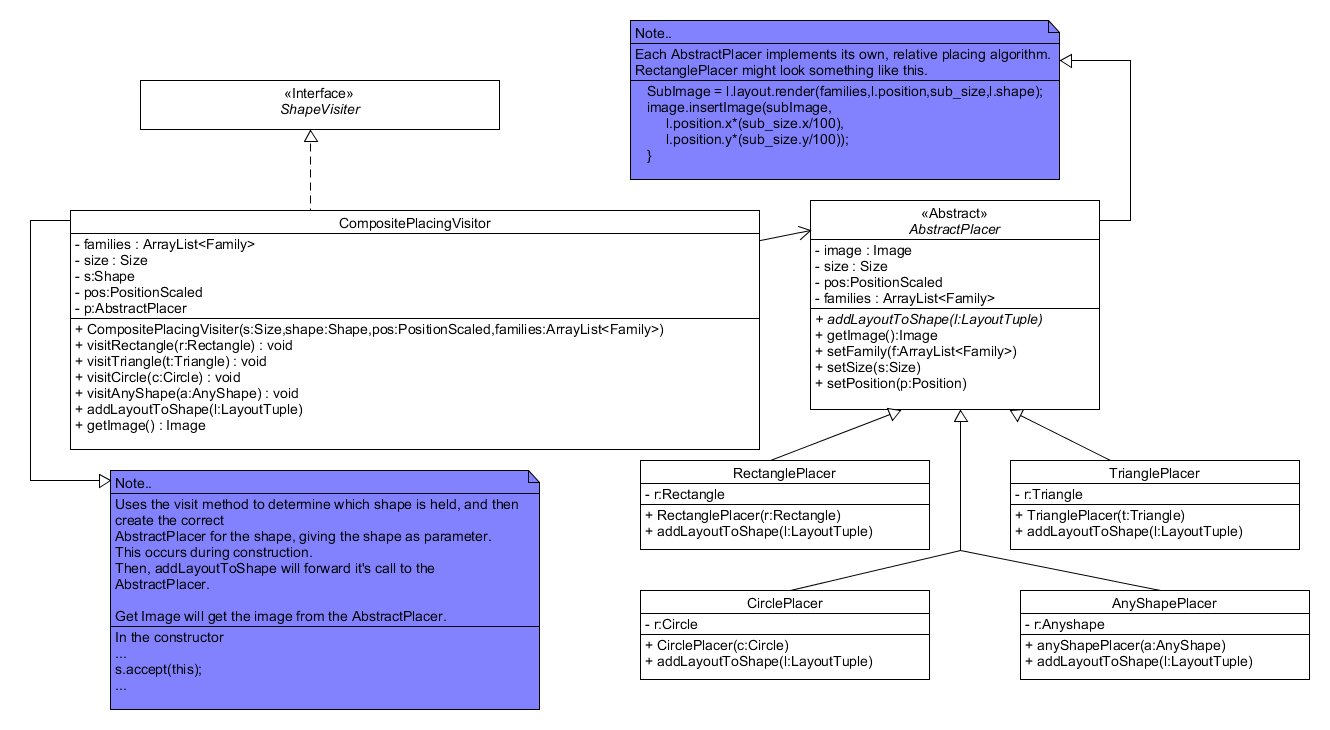 Note..
Each AbstractPlacer implements its own, relative placing algorithm.
RectanglePlacer might look something like this.
SubImage = l.layout.render(families,l.position,sub_size,l.shape);
image.insertImage(subImage,
l.position.x*(sub_size.x/100),
l.position.y*(sub_size.y/100));
}
«Interface»
ShapeVisiter
CompositePlacingVisitor
- families : ArrayList<Family>
- size : Size
- s:Shape
- pos:PositionScaled
- p:AbstractPlacer
+ CompositePlacingVisiter(s:Size,shape:Shape,pos:PositionScaled,families:ArrayList<Family>)
+ visitRectangle(r:Rectangle) : void
+ visitTriangle(t:Triangle) : void
+ visitCircle(c:Circle) : void
+ visitAnyShape(a:AnyShape) : void
+ addLayoutToShape(l:LayoutTuple)
+ getImage() : Image
«Abstract»
AbstractPlacer
- image : Image
- size : Size
- pos:PositionScaled
- families : ArrayList<Family>
+ addLayoutToShape(l:LayoutTuple)
+ getImage():Image
+ setFamily(f:ArrayList<Family>)
+ setSize(s:Size)
+ setPosition(p:Position)
Note..
Uses the visit method to determine which shape is held, and then
create the correct
AbstractPlacer for the shape, giving the shape as parameter.
This occurs during construction.
Then, addLayoutToShape will forward it's call to the
AbstractPlacer.
Get Image will get the image from the AbstractPlacer.
In the constructor
...
s.accept(this);
...
RectanglePlacer
- r:Rectangle
+ RectanglePlacer(r:Rectangle)
+ addLayoutToShape(l:LayoutTuple)
TrianglePlacer
- r:Triangle
+ TrianglePlacer(t:Triangle)
+ addLayoutToShape(l:LayoutTuple)
CirclePlacer
- r:Circle
+ CirclePlacer(c:Circle)
+ addLayoutToShape(l:LayoutTuple)
AnyShapePlacer
- r:Anyshape
+ anyShapePlacer(a:AnyShape)
+ addLayoutToShape(l:LayoutTuple)